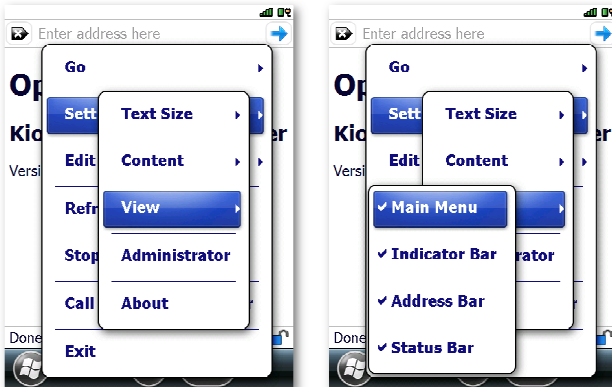 Enter address here
Go
Op
Sett
Text Size
Kio
er
Edit
Content
Versi
Refr
View
Stop
Administrator
Call
About
r
Done
Exit
Enter address here
Go
Op
Sett
Text Size
Kio
er
Edit
Content
Versi
Main Menu
Indicator Bar
rator
Address Bar
Done
Status Bar